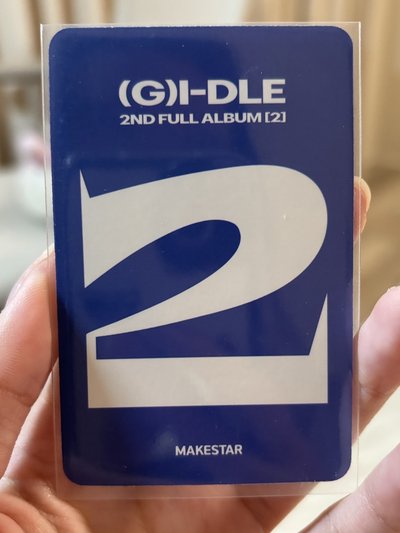 (G)I-DLE
2ND FULL ALBUM [2]
2
MAKESTAR